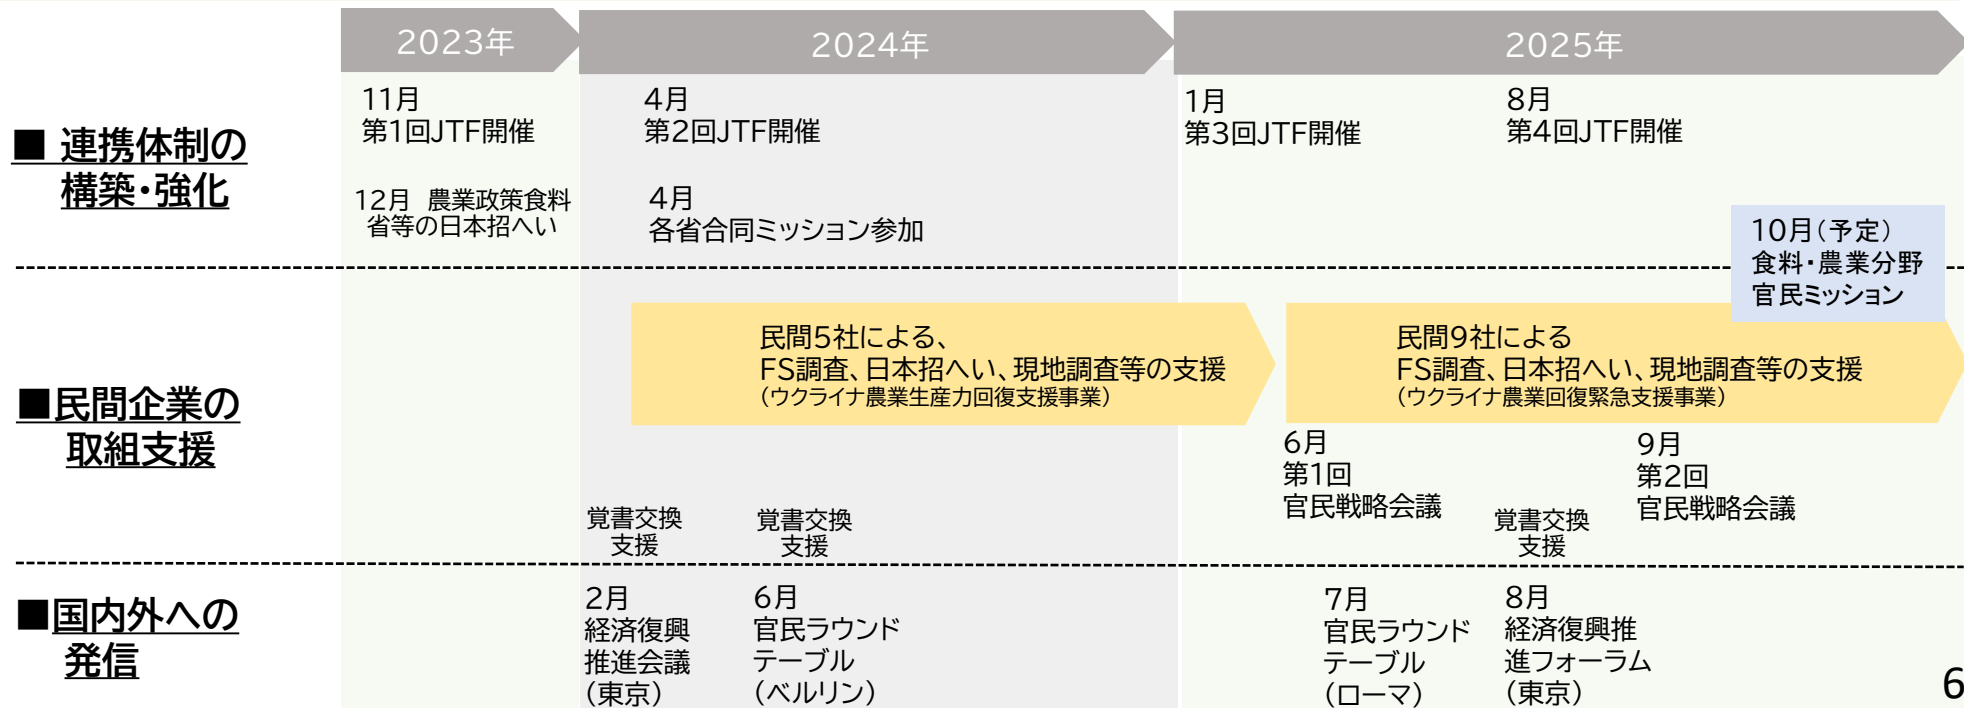 2023年
2024年
2025年
■ 連携体制の
構築・強化
11月
第1回JTF開催
12月 農業政策食料
省等の日本招へい
4月
第2回JTF開催
4月
各省合同ミッション参加
1月
第3回JTF開催
8月
第4回JTF開催
10月(予定)
食料・農業分野
官民ミッション
■民間企業の
取組支援
民間5社による、
FS調査、日本招へい、現地調査等の支援
(ウクライナ農業生産力回復支援事業)
民間9社による
FS調査、日本招へい、現地調査等の支援
(ウクライナ農業回復緊急支援事業)
6月
第1回
官民戦略会議
9月
第2回
官民戦略会議
覚書交換
支援
覚書交換
支援
覚書交換
支援
■国内外への
発信
2月
経済復興
推進会議
(東京)
6月
官民ラウンド
テーブル
(ベルリン)
7月
官民ラウンド
テーブル
(ローマ)
8月
経済復興推
進フォーラム
(東京)
6